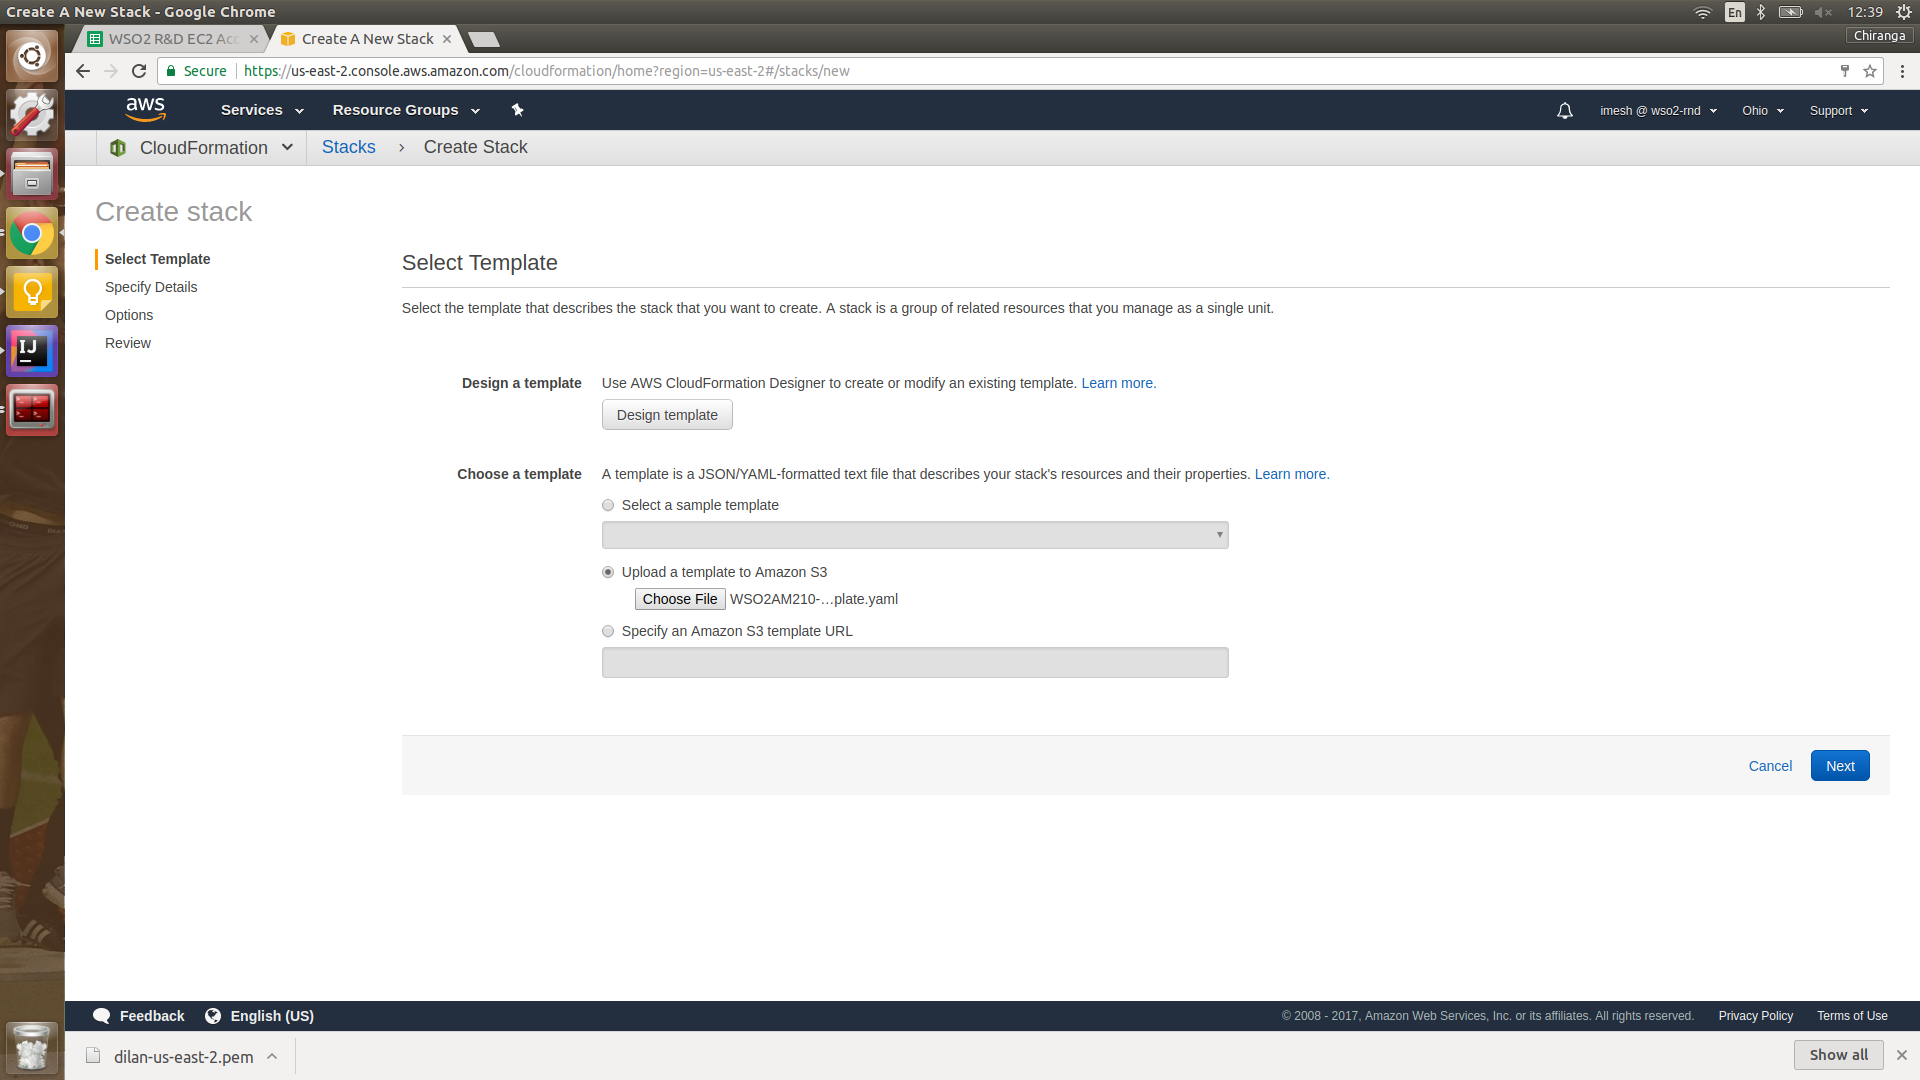 Create A New Stack - Google Chrome
En
12:39
WSO2 R&D EC2 Acc
Create A New Stack
Chiranga
Secure
https://us-east-2.console.aws.amazon.com/cloudformation/home?region=us-east-2#/stacks/new
aws
Services
Resource Groups
imesh @ wso2-rnd
Ohio
Support
CloudFormation
Stacks
Create Stack
Create stack
Select Template
Specify Details
Options
Review
Select Template
Select the template that describes the stack that you want to create. A stack is a group of related resources that you manage as a single unit.
Design a template
Use AWS CloudFormation Designer to create or modify an existing template. Learn more.
Design template
Choose a template
A template is a JSON/YAML-formatted text file that describes your stack's resources and their properties. Learn more.
Select a sample template
Upload a template to Amazon S3
Choose File WSO2AM210-...plate.yaml
Specify an Amazon S3 template URL
Cancel
Next
IJ
Feedback
English (US)
© 2008 - 2017, Amazon Web Services, Inc. or its affiliates. All rights reserved.
Privacy Policy
Terms of Use
dilan-us-east-2.pem
Show all